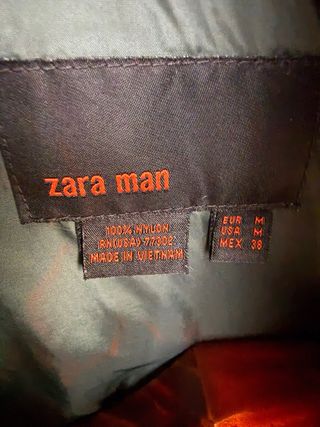 zara man
100% NYLON
RN(USA) 77302
MADE IN VIETNAM
EUR M
USA M
MEX 38